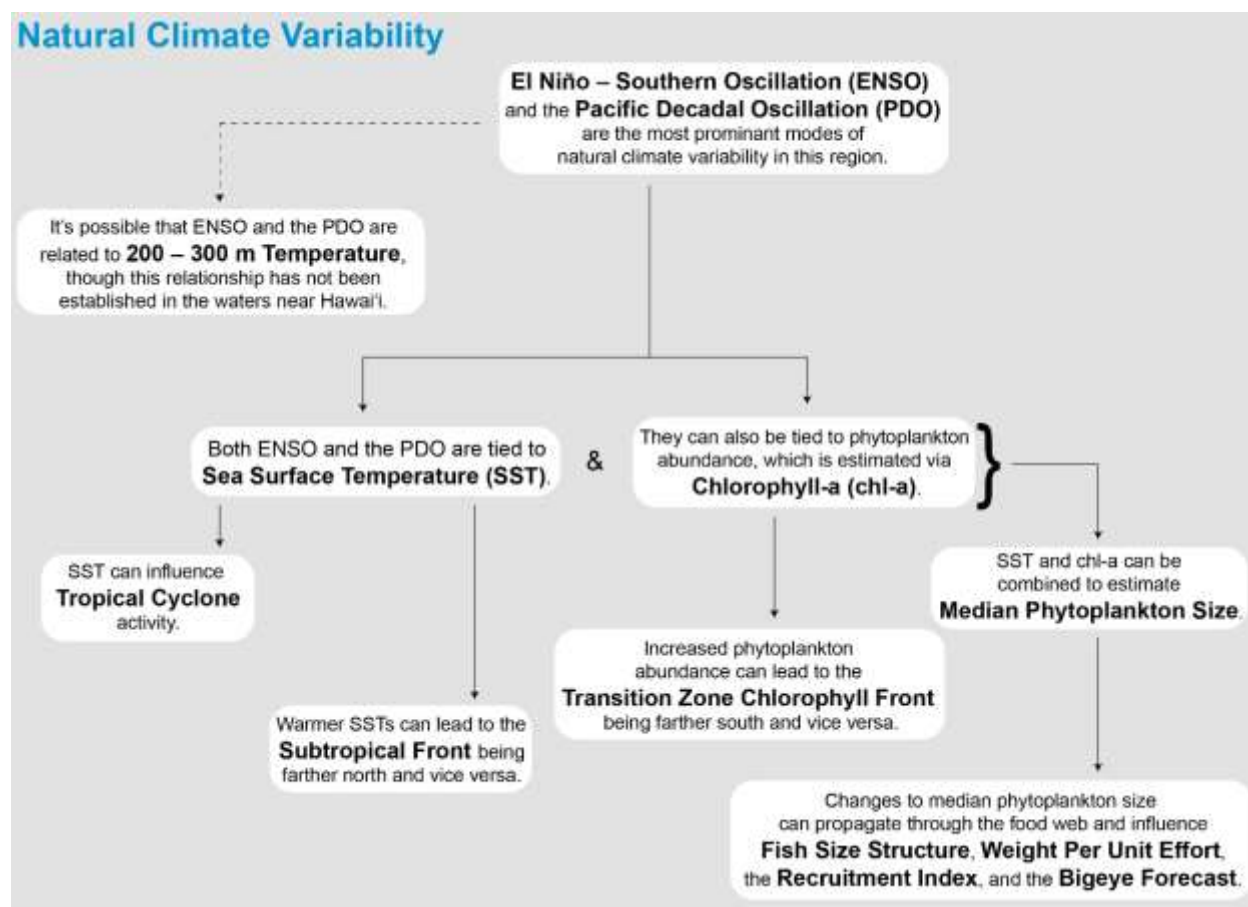 Natural Climate Variability
El Niño – Southern Oscillation (ENSO)
and the Pacific Decadal Oscillation (PDO)
are the most prominant modes of
natural climate variability in this region.
It's possible that ENSO and the PDO are
related to 200 – 300 m Temperature,
though this relationship has not been
established in the waters near Hawai'i.
Both ENSO and the PDO are tied to
Sea Surface Temperature (SST).
&
They can also be tied to phytoplankton
abundance, which is estimated via
Chlorophyll-a (chl-a).
}
SST can influence
Tropical Cyclone
activity.
SST and chl-a can be
combined to estimate
Median Phytoplankton Size.
Increased phytoplankton
abundance can lead to the
Transition Zone Chlorophyll Front
being farther south and vice versa.
Warmer SSTs can lead to the
Subtropical Front being
farther north and vice versa.
Changes to median phytoplankton size
can propagate through the food web and influence
Fish Size Structure, Weight Per Unit Effort,
the Recruitment Index, and the Bigeye Forecast.